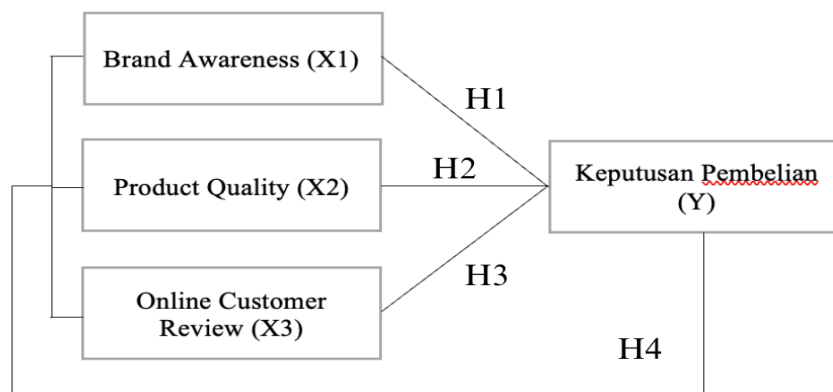 Brand Awareness (X1)
H1
Product Quality (X2)
H2
Keputusan Pembelian
(Y)
Online Customer
Review (X3)
H3
H4